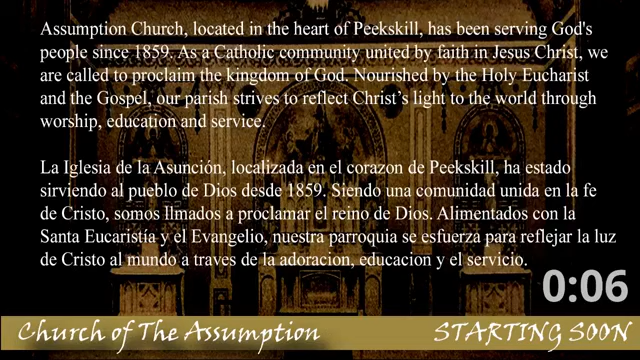 Assumption Church, located in the heart of Peekskill, has been serving God's
people since 1859. As a Catholic community united by faith in Jesus Christ, we
are called to proclaim the kingdom of God. Nourished by the Holy Eucharist
and the Gospel, our parish strives to reflect Christ’s light to the world through
worship, education and service.
La Iglesia de la Asunción, localizada en el corazon de Peekskill, ha estado
sirviendo al pueblo de Dios desde 1859. Siendo una comunidad unida en la fe
de Cristo, somos llmados a proclamar el reino de Dios. Alimentados con la
Santa Eucaristía y el Evangelio, nuestra parroquia se esfuerza para reflejar la luz
de Cristo al mundo a traves de la adoracion, educacion y el servicio.
0:06
Church of The Assumption STARTING SOON